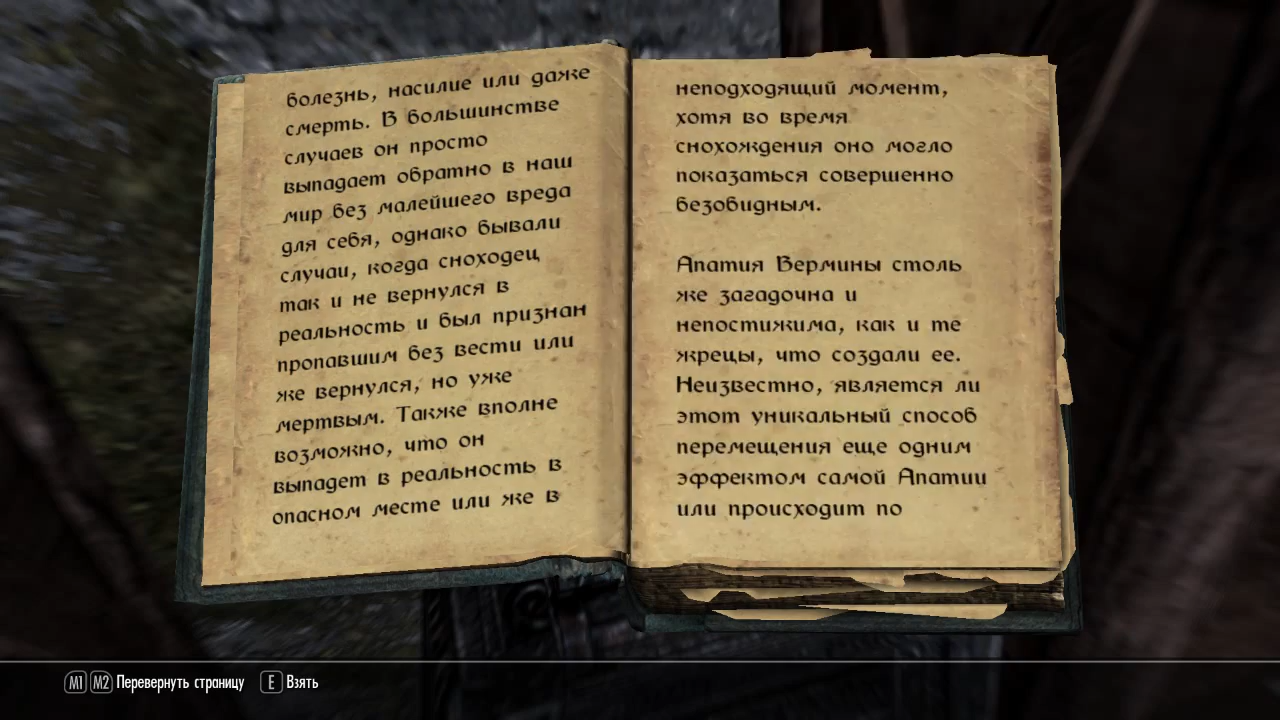 болезнь, насилие или даже
смерть. В большинстве
случаев он просто
выпадает обратно в наш
мир без малейшего вреда
для себя, однако бывали
случаи, когда сноходец
так и не вернулся в
реальность и был признан
пропавшим без вести или
же вернулся, но уже
мертвым. Также вполне
возможно, что он
выпадет в реальность в
опасном месте или же в
неподходящий момент,
хотя во время
снохождения оно могло
показаться совершенно
безобидным.
Апатия Вермины столь
же загадочна и
непостижима, как и те
жрецы, что создали ее.
Неизвестно, является ли
этот уникальный способ
перемещения еще одним
эффектом самой Апатии
или происходит по
M1 M2 Перевернуть страницу E Взять